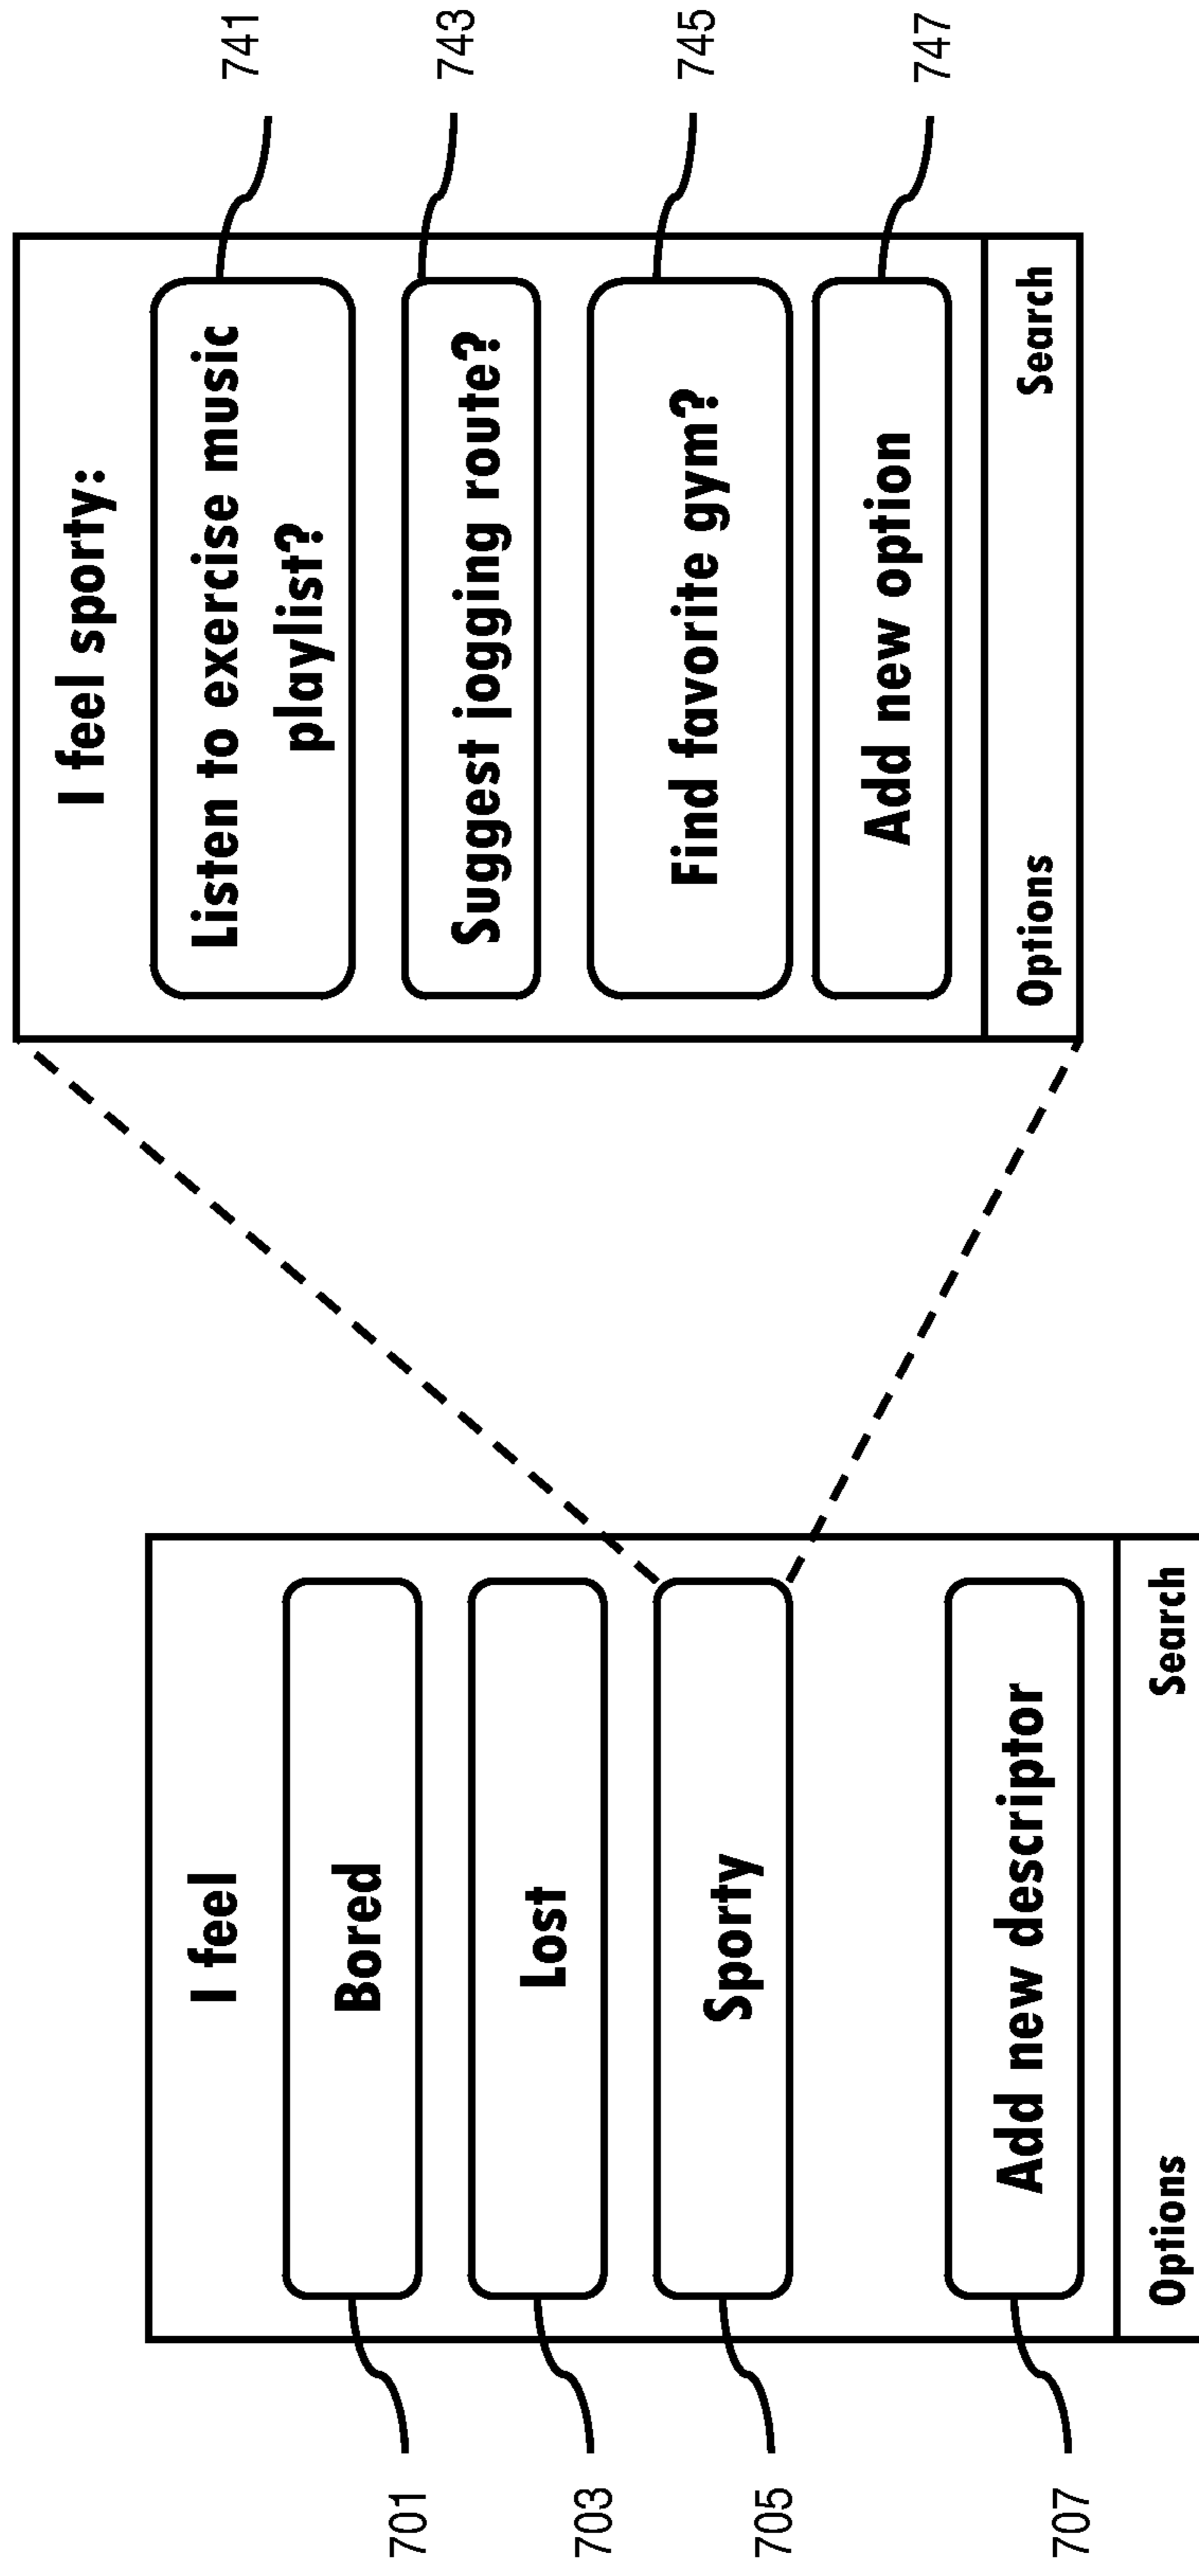 I feel
Bored
Lost
Sporty
Add new descriptor
Options
Search
701
703
705
707
I feel sporty:
Listen to exercise music
playlist?
Suggest jogging route?
Find favorite gym?
Add new option
Options
Search
741
743
745
747